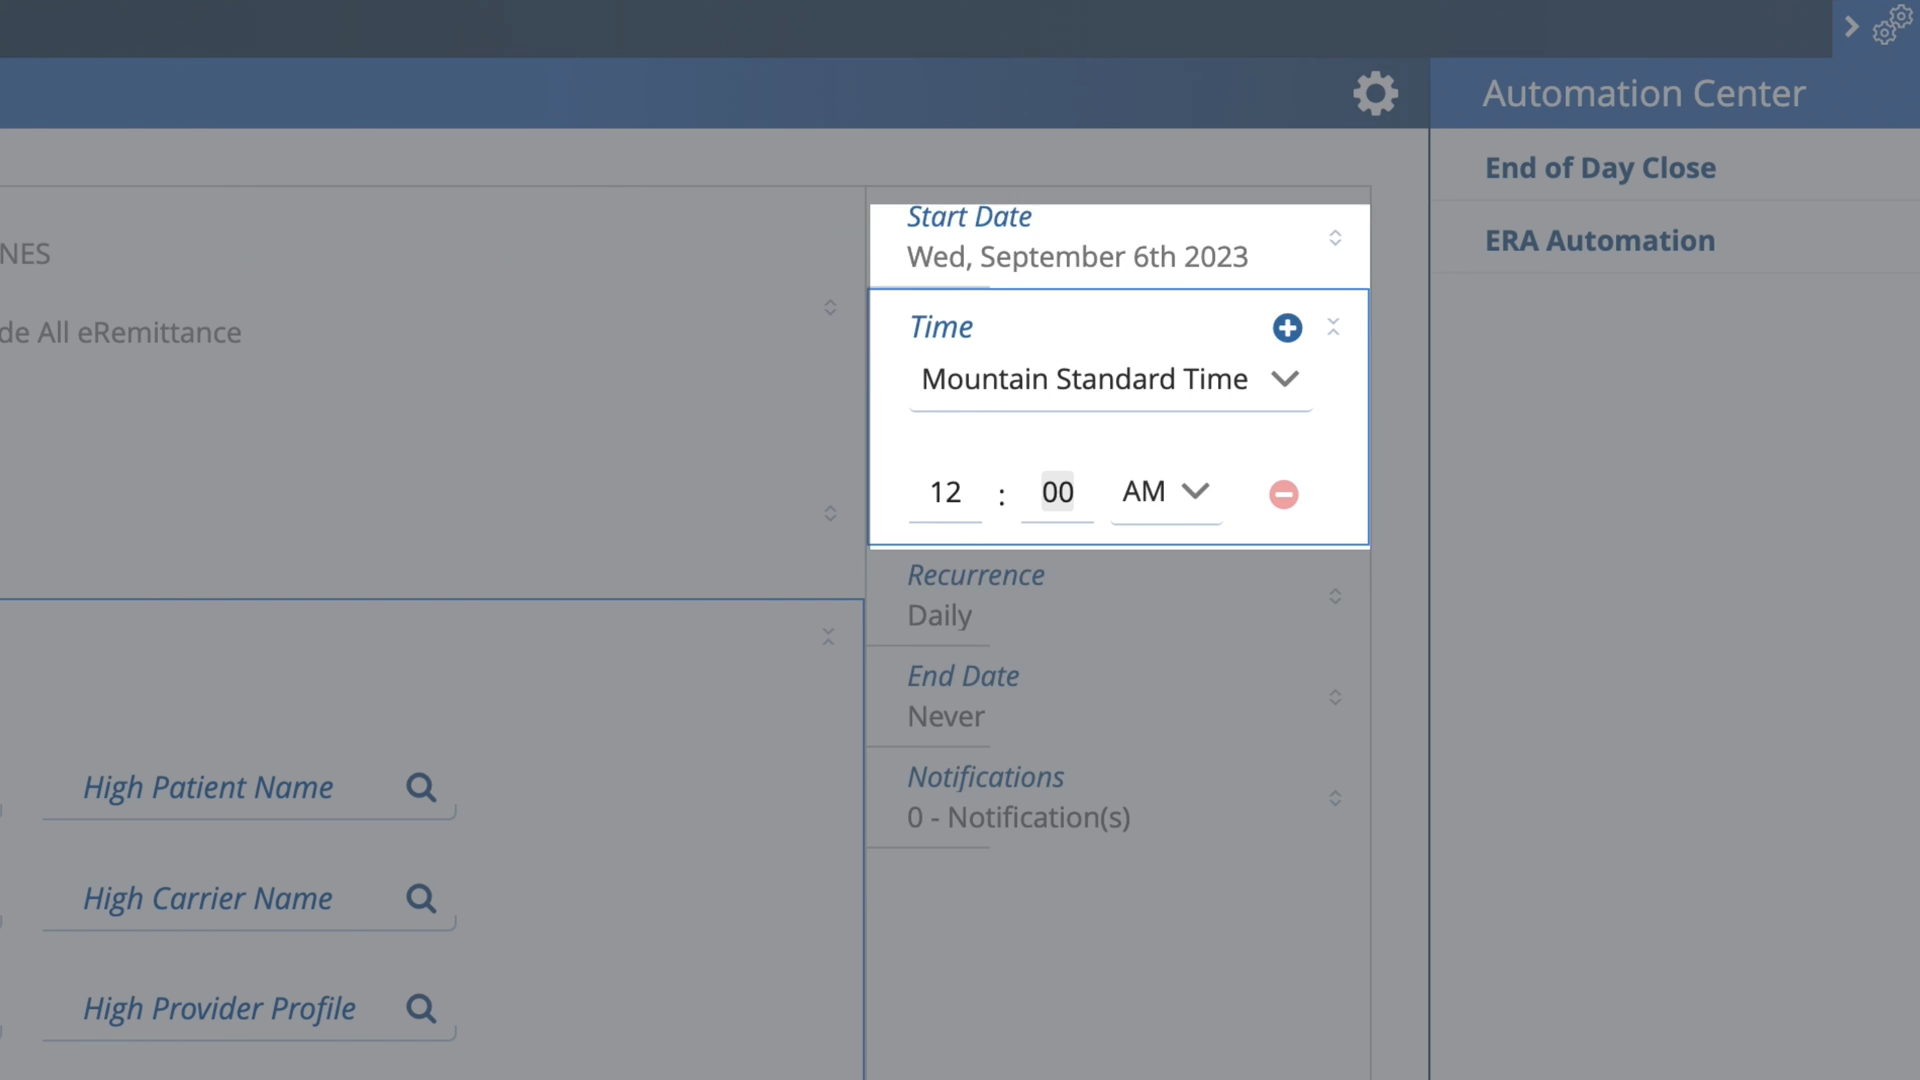 Automation Center
End of Day Close
ERA Automation
NES
de All eRemittance
Start Date
Wed, September 6th 2023
Time
Mountain Standard Time
12 : 00 AM
Recurrence
Daily
End Date
Never
Notifications
0 - Notification(s)
High Patient Name
High Carrier Name
High Provider Profile